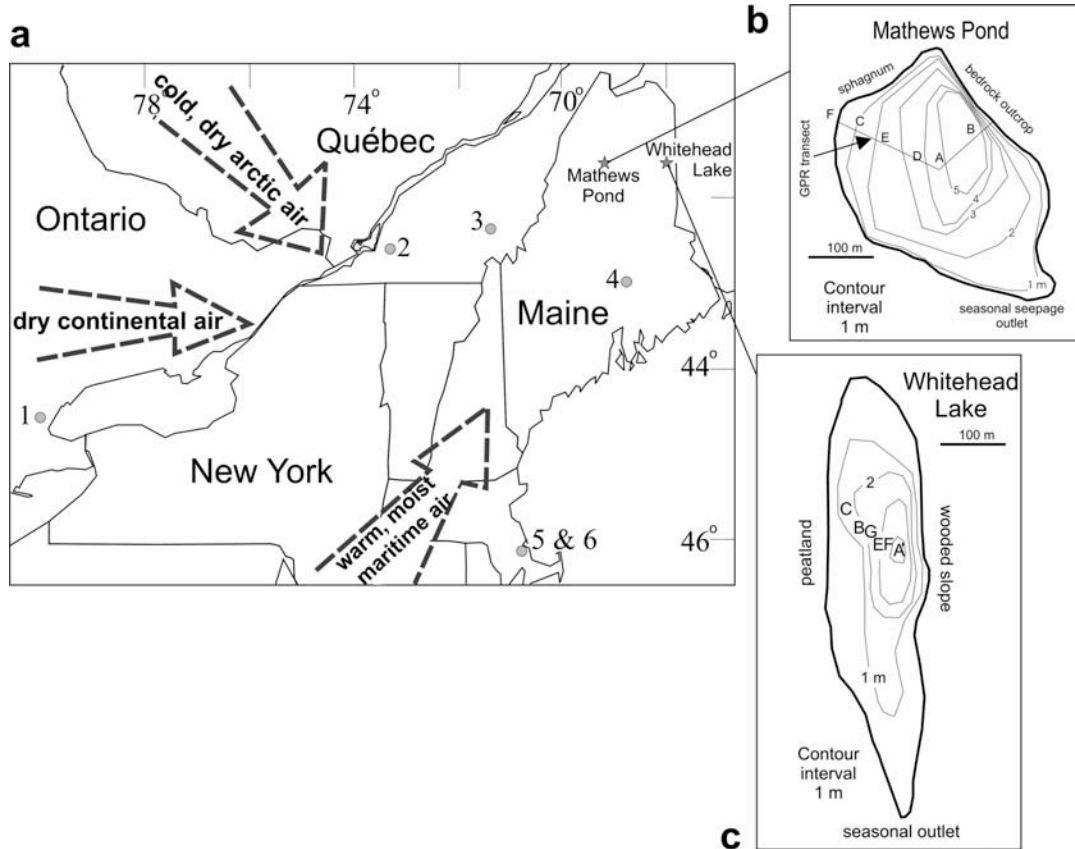 a
78°
74°
70°
cold, dry arctic air
Québec
Ontario
Mathews
Pond
Whitehead
Lake
2
3
4
dry continental air
Maine
44°
1
New York
warm, moist
maritime air
46°
5 & 6
b
Mathews Pond
sphagnum
bedrock outcrop
F
C
E
D
A
B
GPR transect
5
4
3
2
1 m
100 m
Contour
interval
1 m
seasonal seepage
outlet
c
Whitehead
Lake
100 m
2
C
B
G
E
F
A'
peatland
wooded slope
1 m
Contour
interval
1 m
seasonal outlet